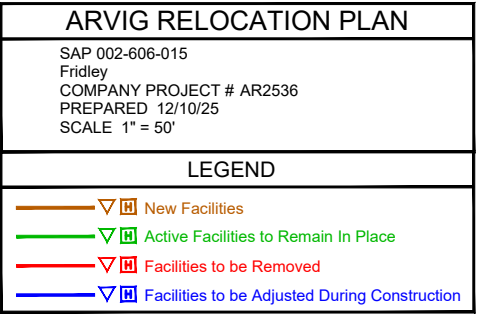 ARVIG RELOCATION PLAN
SAP 002-606-015
Fridley
COMPANY PROJECT # AR2536
PREPARED 12/10/25
SCALE 1" = 50'
LEGEND
H New Facilities
H Active Facilities to Remain In Place
H Facilities to be Removed
H Facilities to be Adjusted During Construction